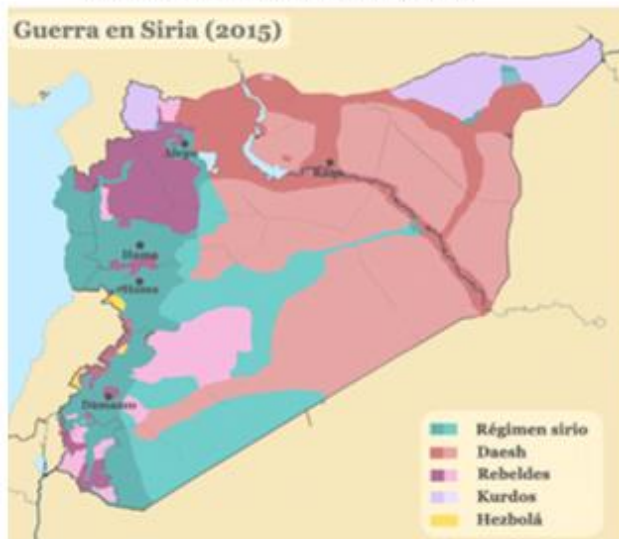 Guerra en Siria (2015)
Alepo
Raqa
Hama
Homs
Damasco
Régimen sirio
Daesh
Rebeldes
Kurdos
Hezbolá